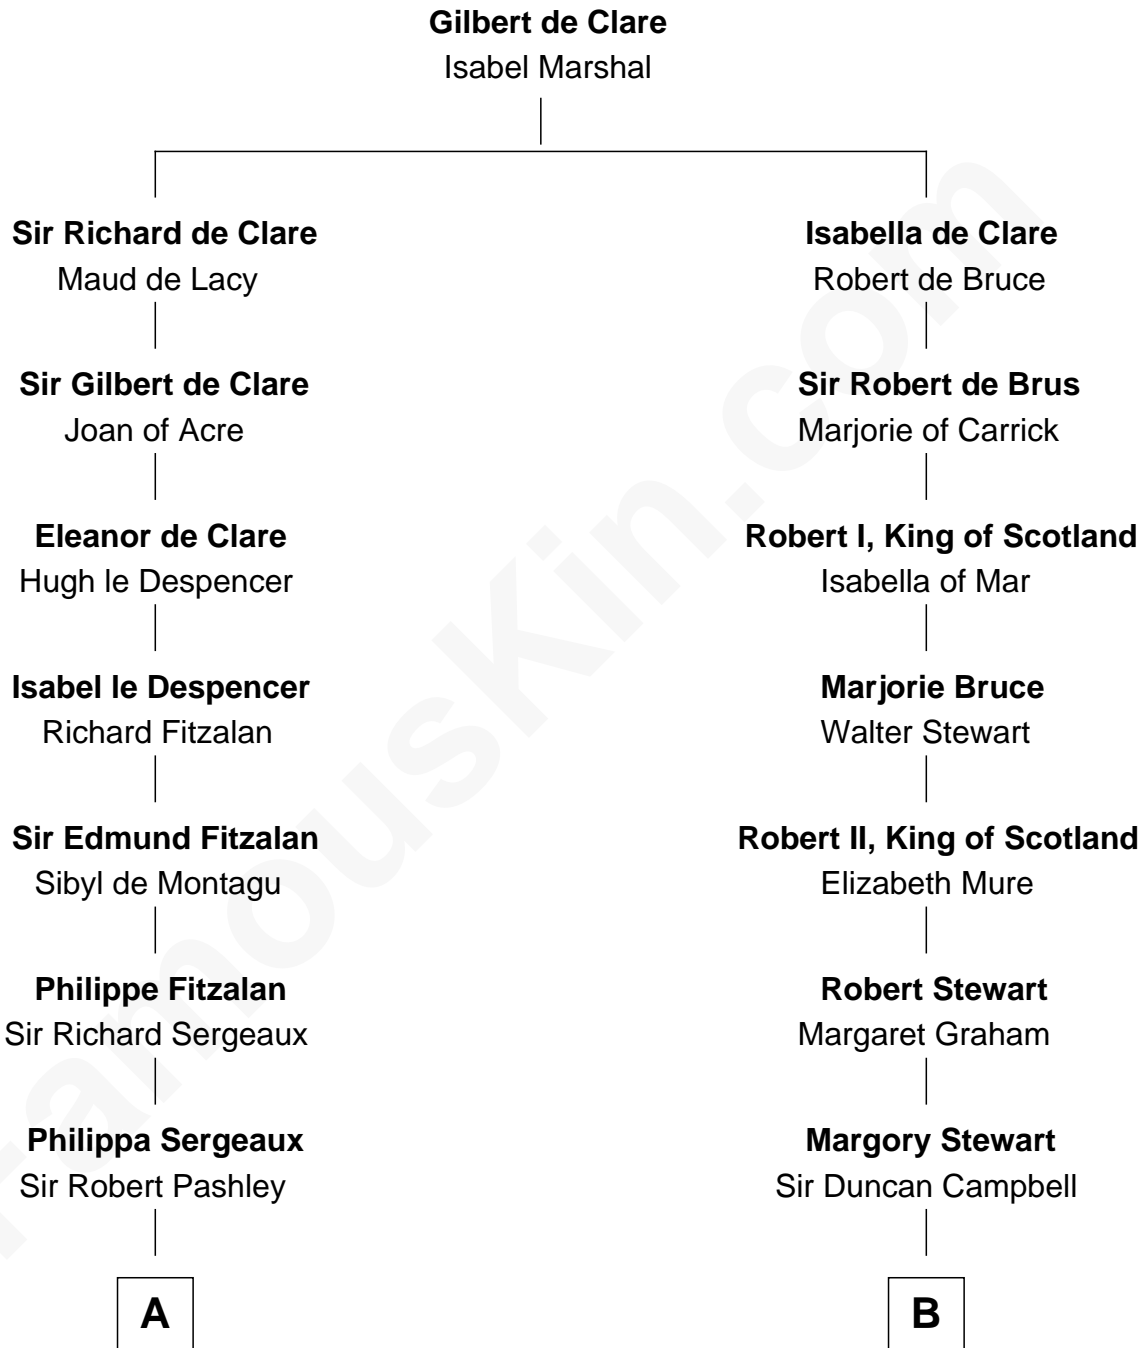 Gilbert de Clare
Isabel Marshal
Sir Richard de Clare
Maud de Lacy
Isabella de Clare
Robert de Bruce
Sir Gilbert de Clare
Joan of Acre
Sir Robert de Brus
Marjorie of Carrick
Eleanor de Clare
Hugh le Despencer
Robert I, King of Scotland
Isabella of Mar
Isabel le Despencer
Richard Fitzalan
Marjorie Bruce
Walter Stewart
Sir Edmund Fitzalan
Sibyl de Montagu
Robert II, King of Scotland
Elizabeth Mure
Philippe Fitzalan
Sir Richard Sergeaux
Robert Stewart
Margaret Graham
Philippa Sergeaux
Sir Robert Pashley
Margory Stewart
Sir Duncan Campbell
A
B
FamousKin.com